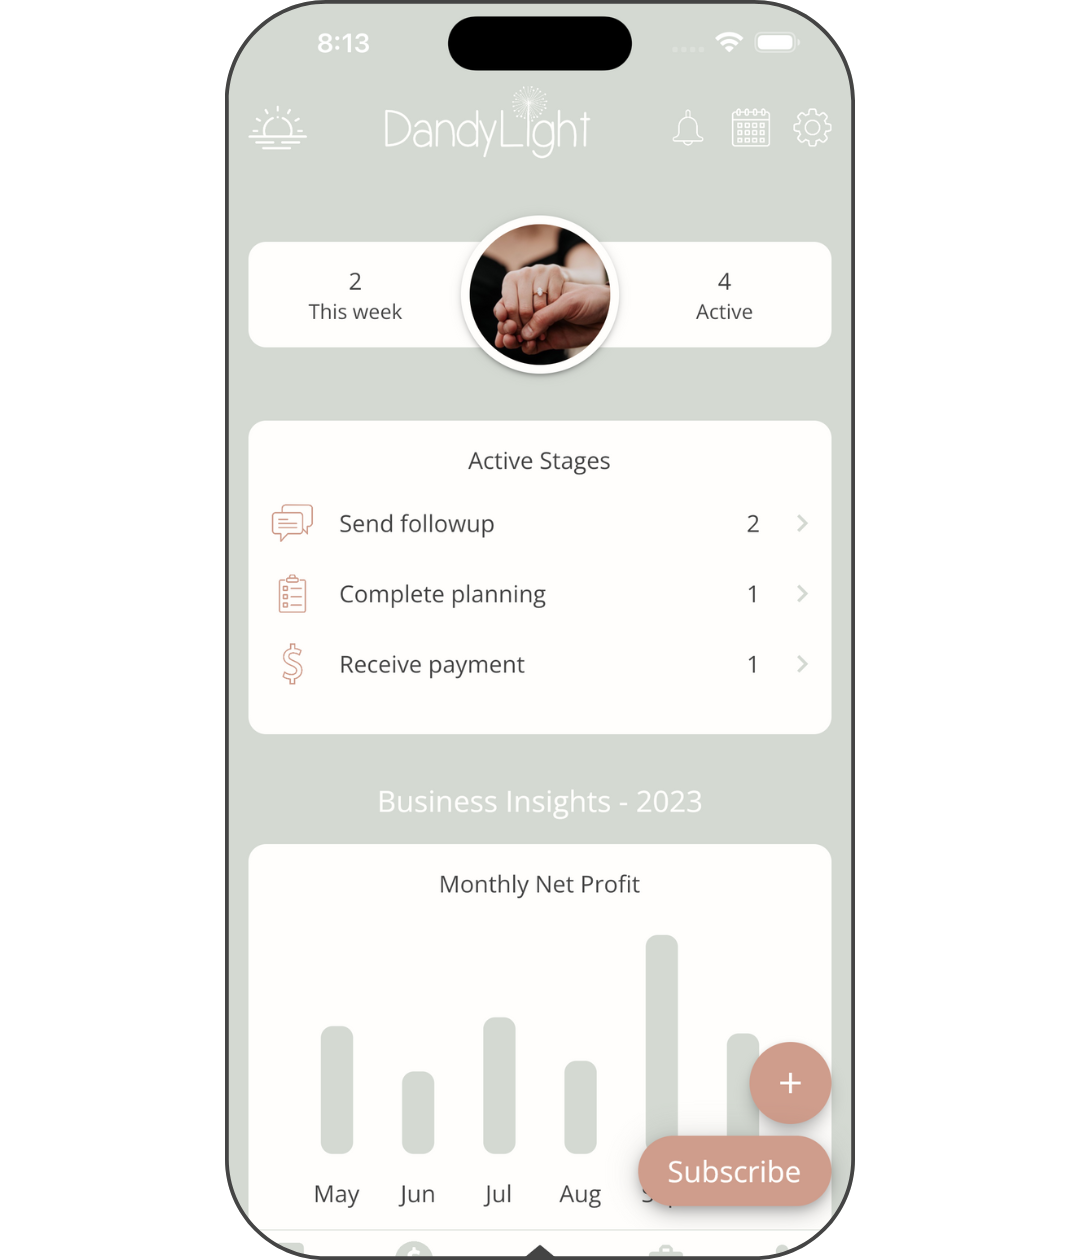 8:13
DandyLight
2
This week
4
Active
Active Stages
Send followup 2
Complete planning 1
Receive payment 1
Business Insights - 2023
Monthly Net Profit
+
Subscribe
May Jun Jul Aug